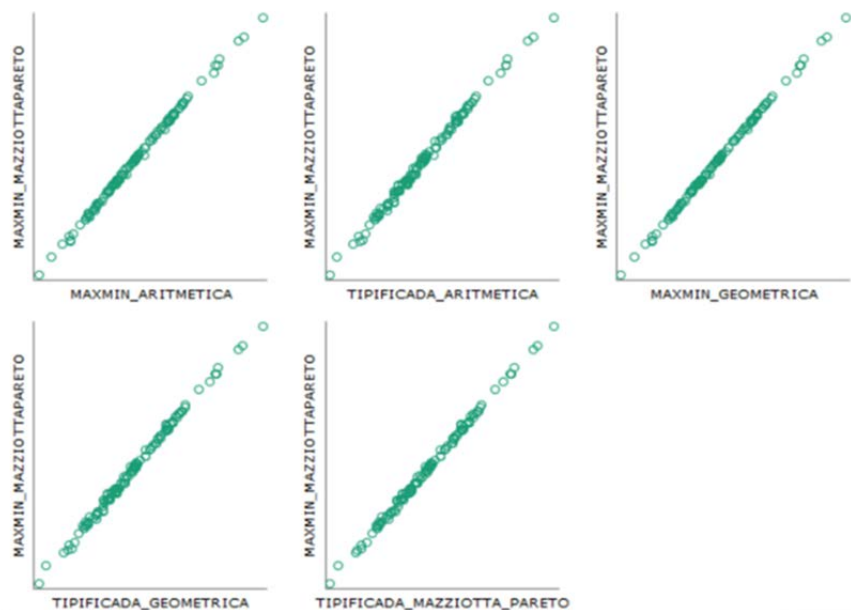 MAXMIN_MAZZIOTTAPARETO
MAXMIN_ARITMETICA
MAXMIN_MAZZIOTTAPARETO
TIPIFICADA_ARITMETICA
MAXMIN_MAZZIOTTAPARETO
MAXMIN_GEOMETRICA
MAXMIN_MAZZIOTTAPARETO
TIPIFICADA_GEOMETRICA
MAXMIN_MAZZIOTTAPARETO
TIPIFICADA_MAZZIOTTA_PARETO